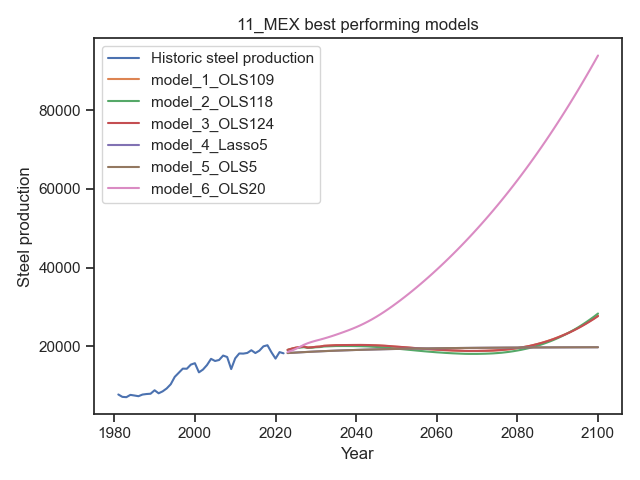 11_MEX best performing models
Historic steel production
model_1_OLS109
model_2_OLS118
model_3_OLS124
model_4_Lasso5
model_5_OLS5
model_6_OLS20
Steel production
80000
60000
40000
20000
1980 2000 2020 2040 2060 2080 2100
Year